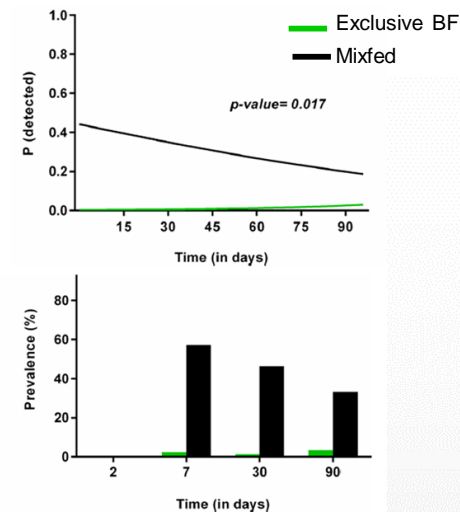 Exclusive BF
Mixfed
P (detected)
1.0
0.8
0.6
0.4
0.2
0.0
p-value= 0.017
15 30 45 60 75 90
Time (in days)
Prevalence (%)
80
60
40
20
0
2 7 30 90
Time (in days)